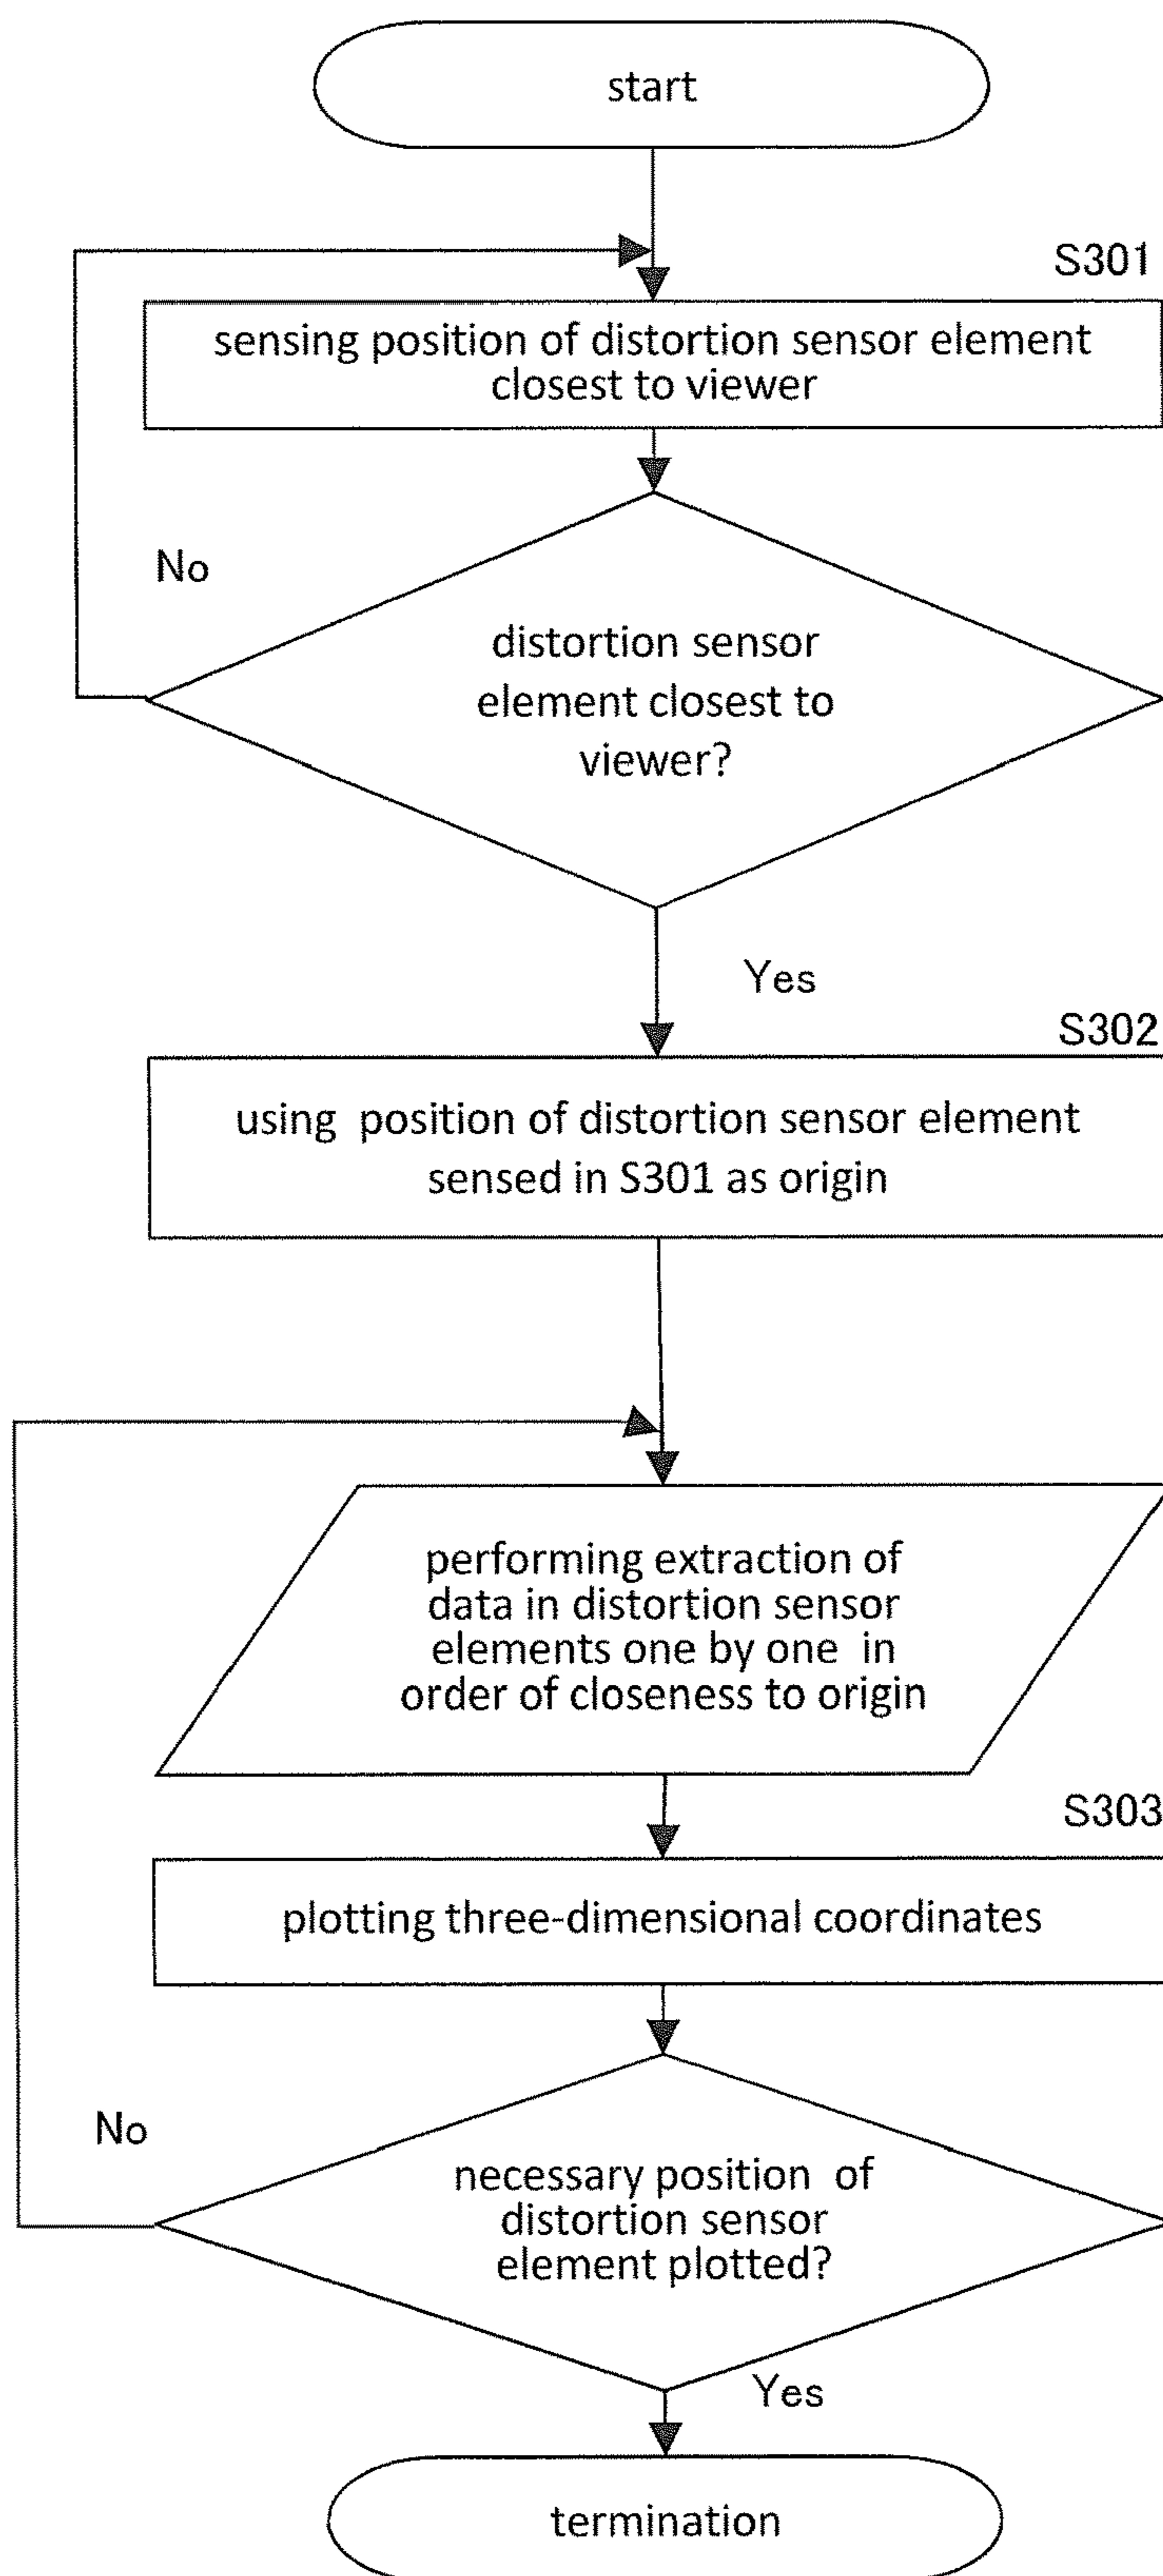 start
S301
sensing position of distortion sensor element
closest to viewer
No
distortion sensor
element closest to
viewer?
Yes
S302
using position of distortion sensor element
sensed in S301 as origin
performing extraction of
data in distortion sensor
elements one by one in
order of closeness to origin
S303
plotting three-dimensional coordinates
No
necessary position of
distortion sensor
element plotted?
Yes
termination